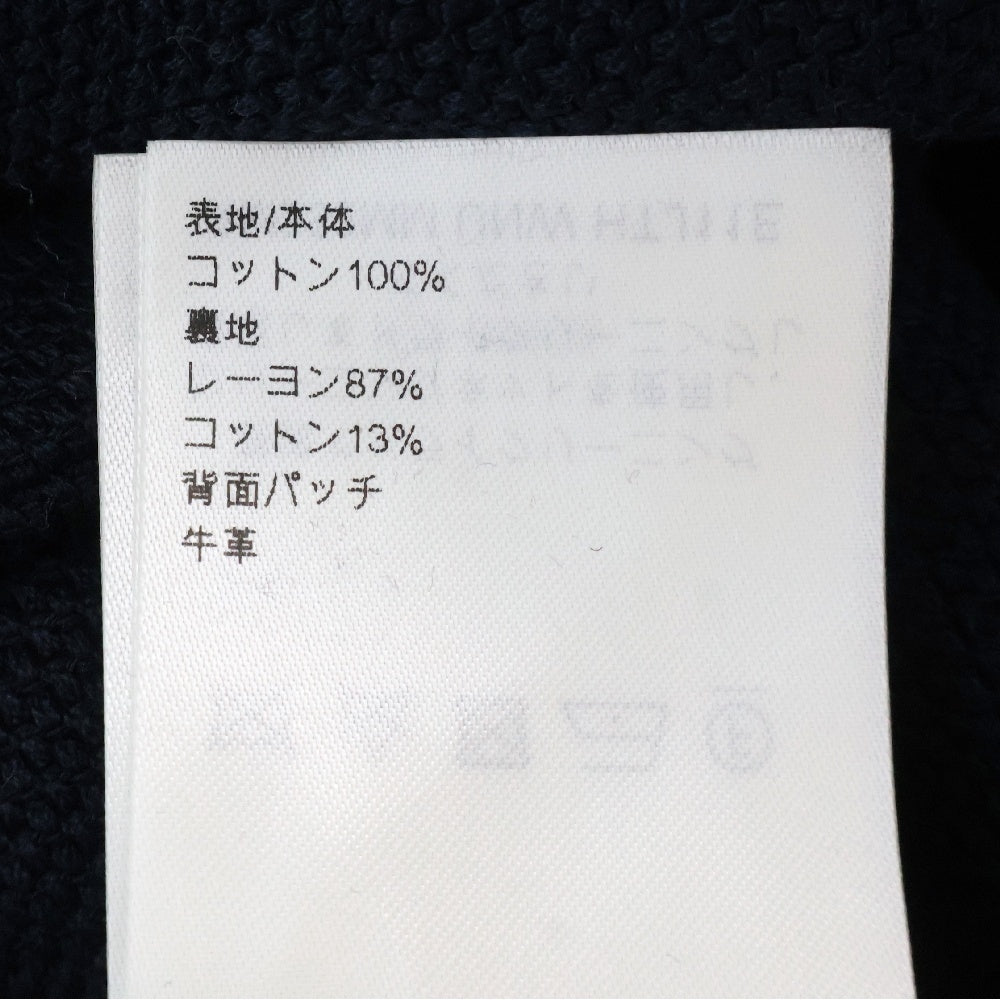 表地/本体
コットン100%
裏地
レーヨン87%
コットン13%
背面パッチ
牛革